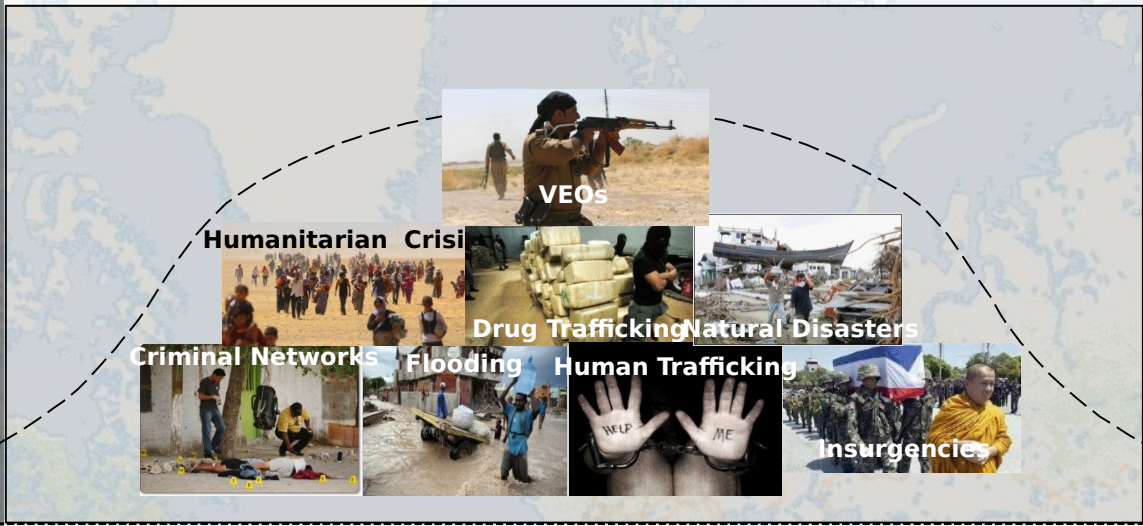 VEOs
Humanitarian Crisi
Drug Trafficking
Natural Disasters
Criminal Networks
Flooding
Human Trafficking
HELP
ME
Insurgencies